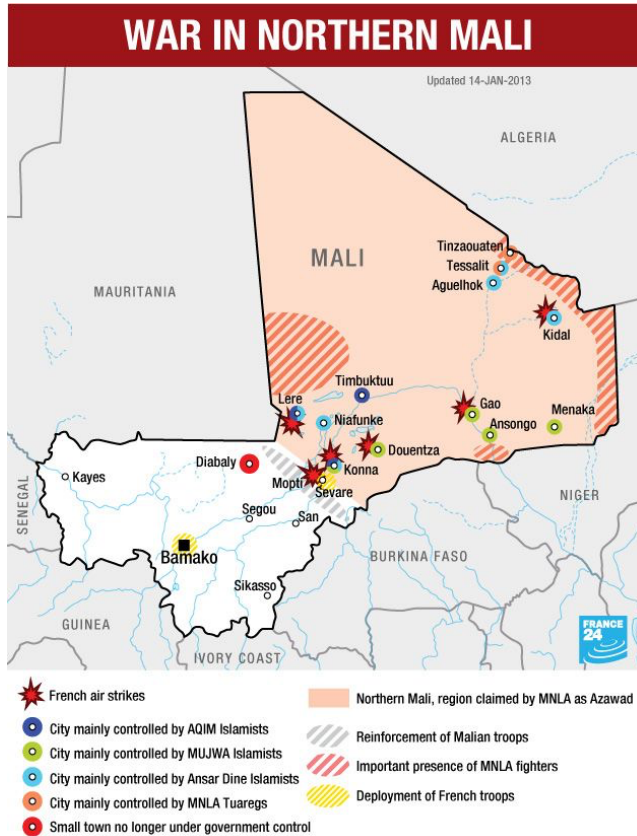 WAR IN NORTHERN MALI
Updated 14-JAN-2013
ALGERIA
Tinzaouaten
MALI
Tessalit
Aguelhok
MAURITANIA
Kidal
Timbuktuu
Lere
Gao
Menaka
Niafunke
Ansongo
Douentza
Diabaly
Konna
Kayes
Mopti
Sevare
NIGER
SENEGAL
Segou
San
Bamako
BURKINA FASO
Sikasso
GUINEA
IVORY COAST
FRANCE
24
French air strikes
City mainly controlled by AQIM Islamists
City mainly controlled by MUJWA Islamists
City mainly controlled by Ansar Dine Islamists
City mainly controlled by MNLA Tuaregs
Small town no longer under government control
Northern Mali, region claimed by MNLA as Azawad
Reinforcement of Malian troops
Important presence of MNLA fighters
Deployment of French troops